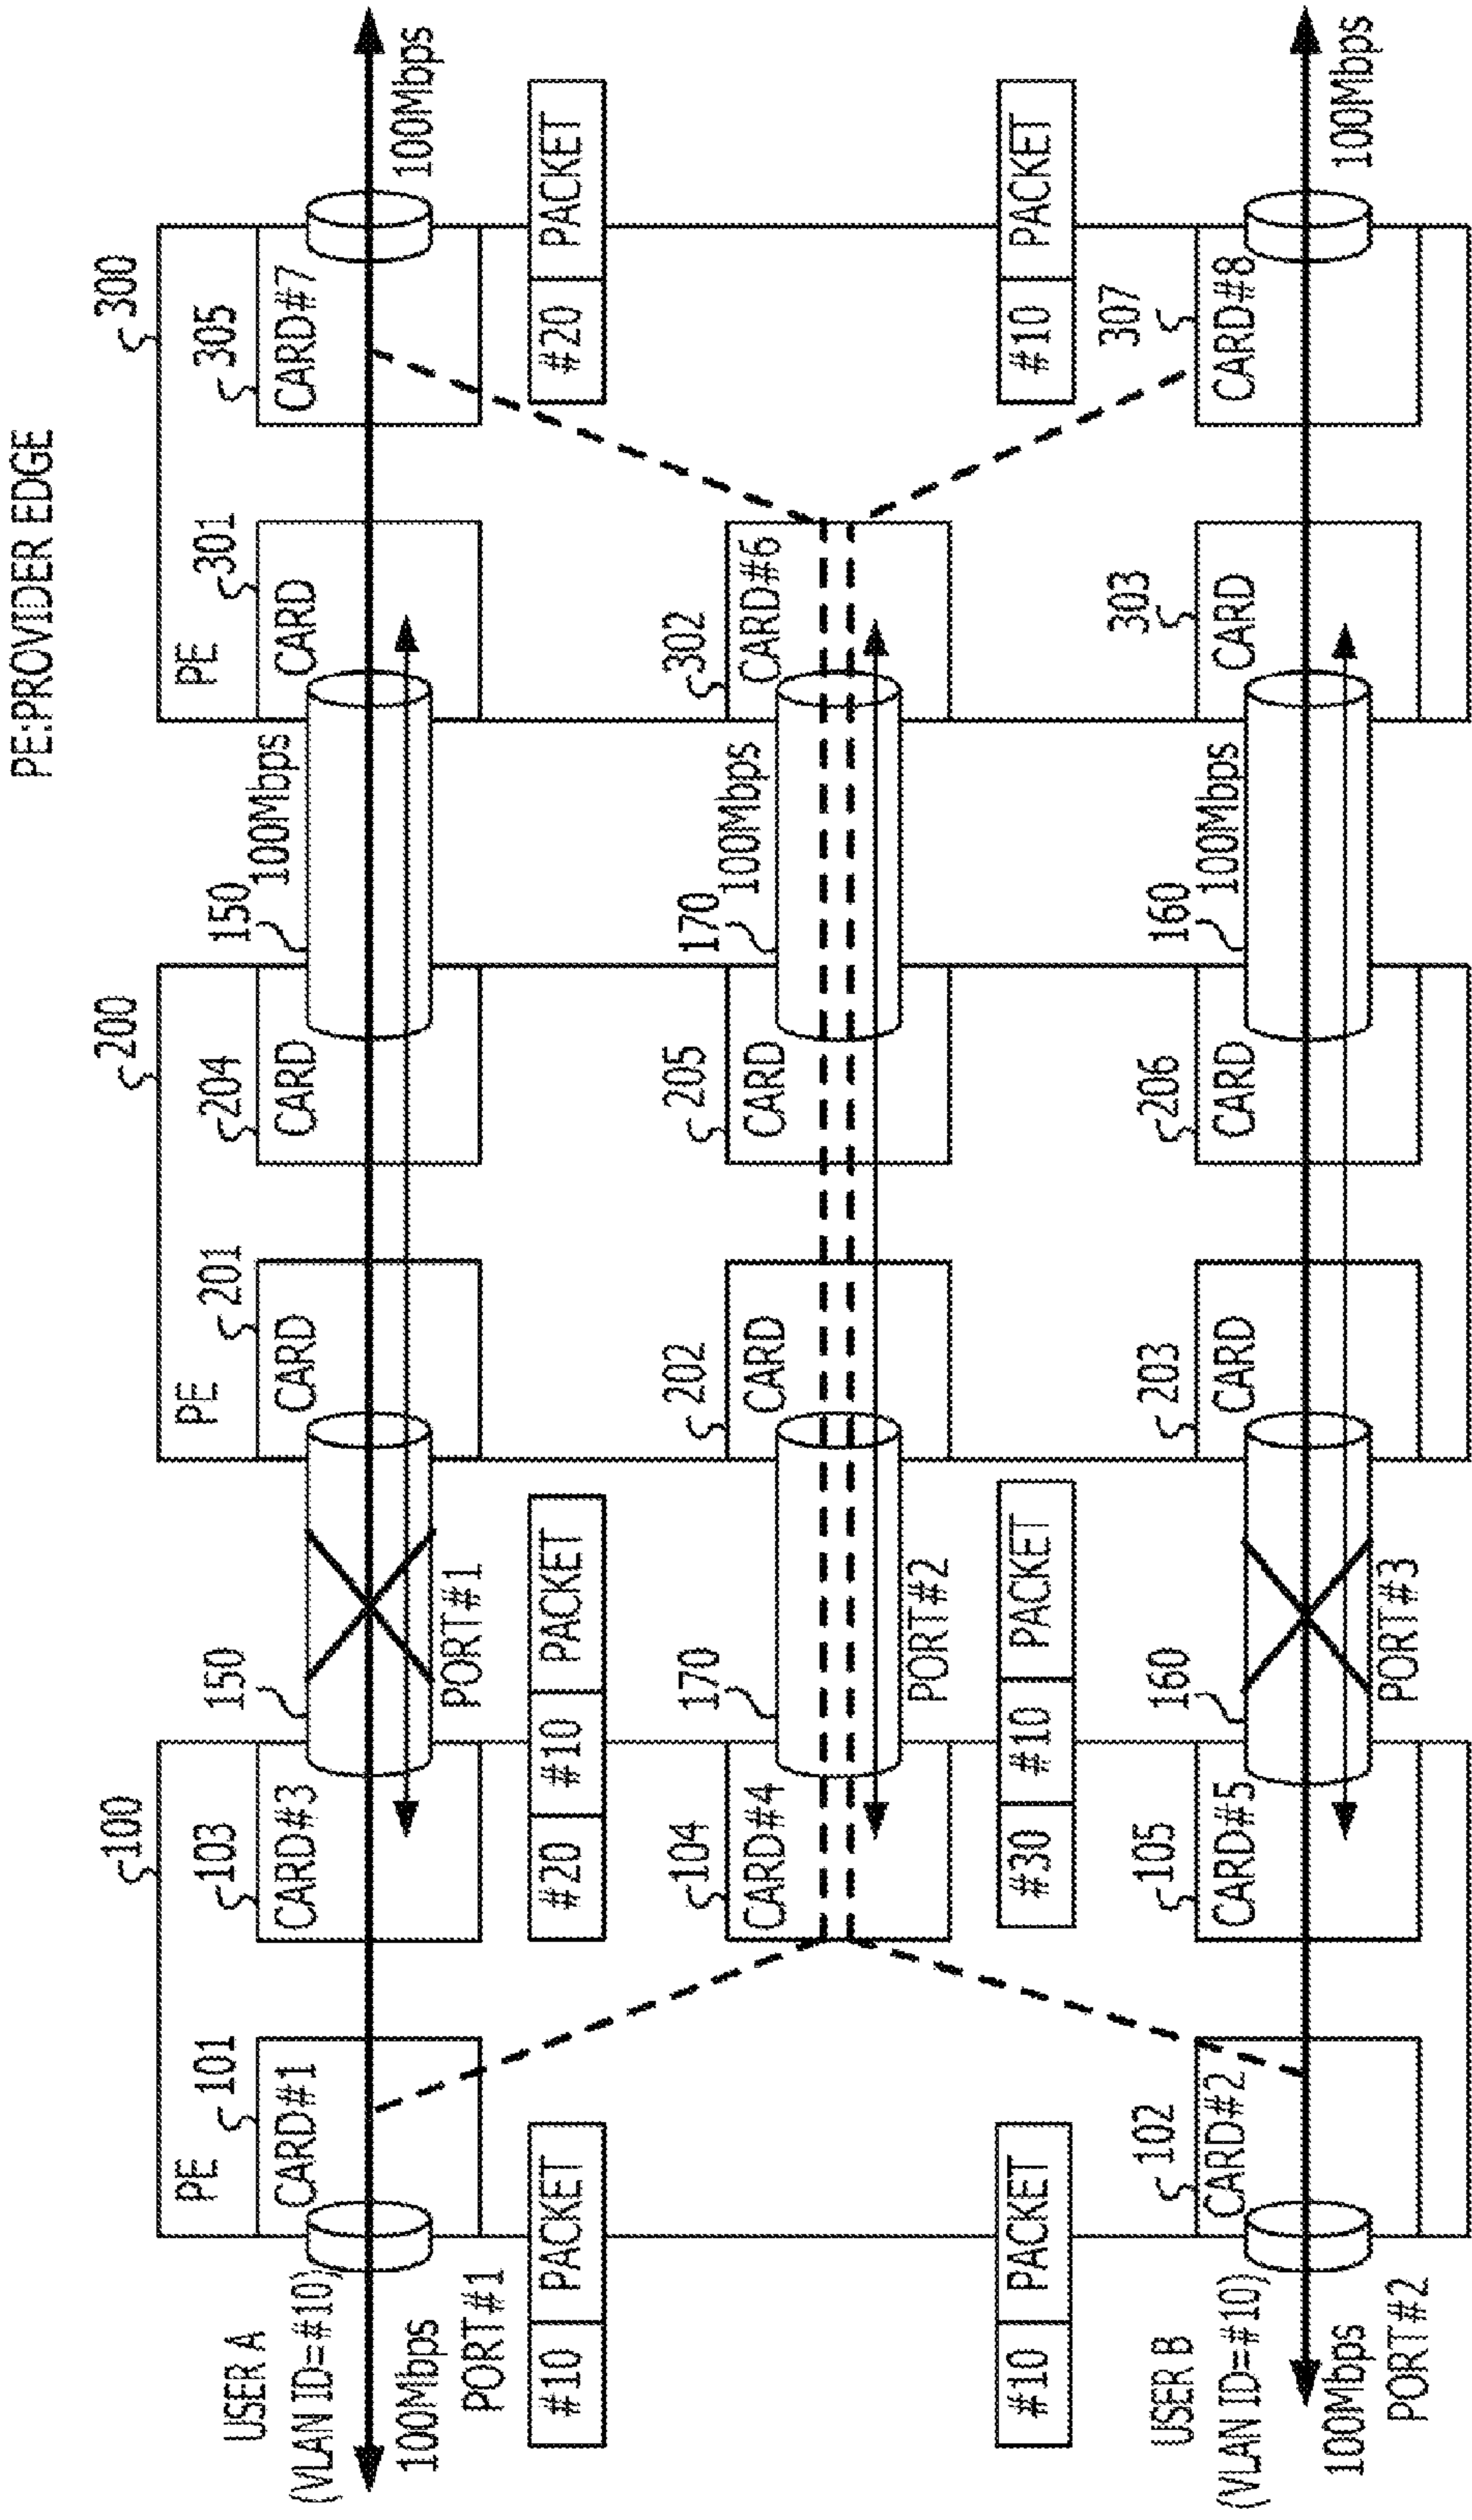 PE:PROVIDER EDGE
100
200
300
PE
101
103
PE
201
204
150
PE
301
305
150
USER A
(VLAN ID=#10)
CARD#1
CARD#3
CARD
CARD
100Mbps
CARD
CARD#7
100Mbps
PORT#1
PORT#1
100Mbps
#10 PACKET
#20 #10 PACKET
#20 PACKET
104
170
202
205
170
302
CARD#4
CARD
CARD
100Mbps
CARD#6
PORT#2
#10 PACKET
#30 #10 PACKET
#10 PACKET
USER B
(VLAN ID=#10)
102
105
160
203
206
160
303
307
CARD#2
CARD#5
CARD
CARD
100Mbps
CARD
CARD#8
100Mbps
PORT#2
PORT#3
100Mbps